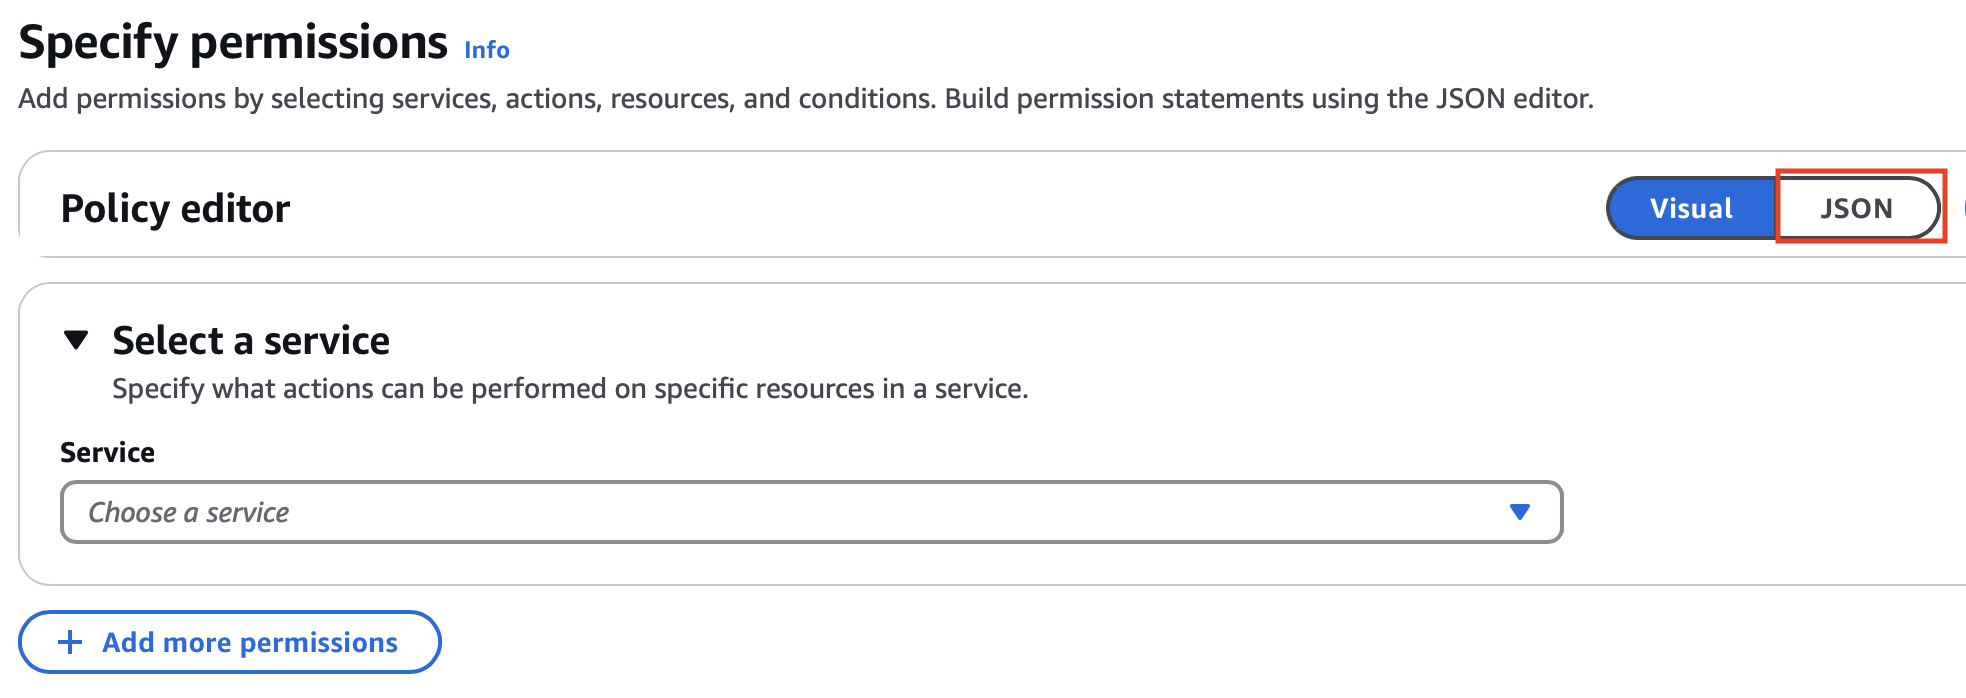 Specify permissions Info
Add permissions by selecting services, actions, resources, and conditions. Build permission statements using the JSON editor.
Policy editor
Visual
JSON
Select a service
Specify what actions can be performed on specific resources in a service.
Service
Choose a service
Add more permissions